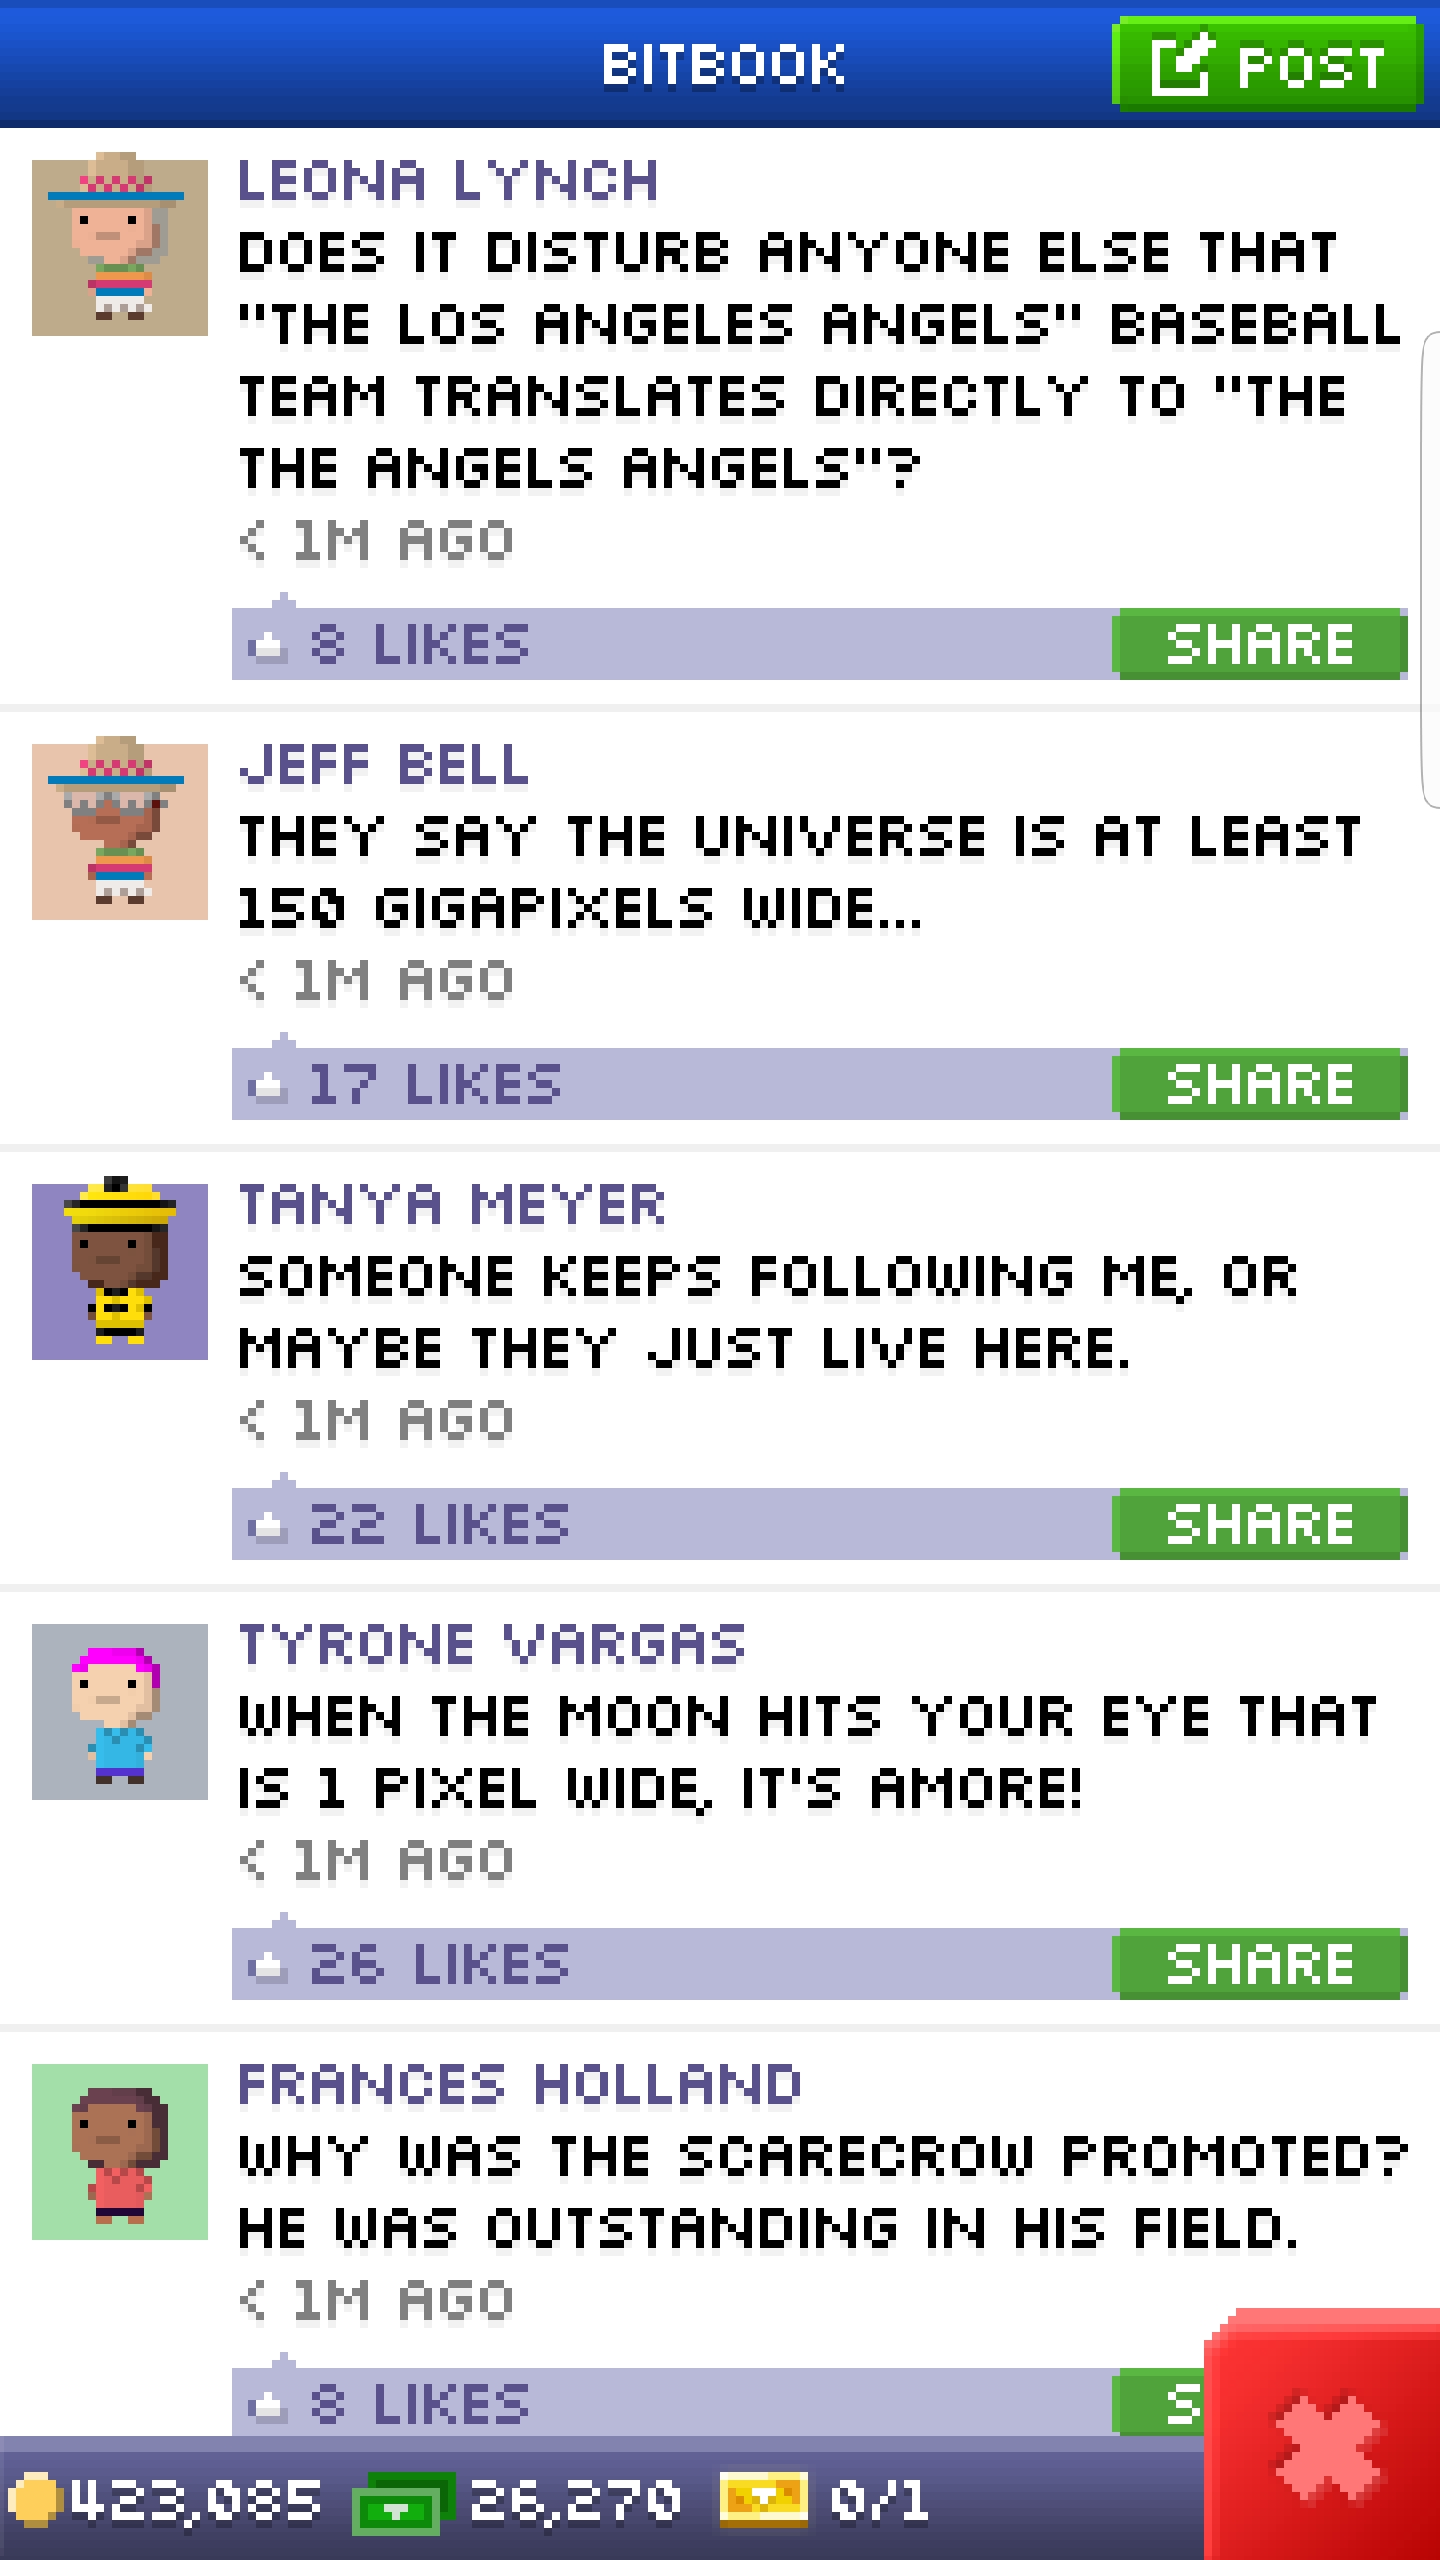 BITBOOK
POST
LEONA LYNCH
DOES IT DISTURB ANYONE ELSE THAT
"THE LOS ANGELES ANGELS" BASEBALL
TEAM TRANSLATES DIRECTLY TO "THE
THE ANGELS ANGELS"?
< 1M AGO
8 LIKES
SHARE
JEFF BELL
THEY SAY THE UNIVERSE IS AT LEAST
150 GIGAPIXELS WIDE...
< 1M AGO
17 LIKES
SHARE
TANYA MEYER
SOMEONE KEEPS FOLLOWING ME, OR
MAYBE THEY JUST LIVE HERE.
< 1M AGO
22 LIKES
SHARE
TYRONE VARGAS
WHEN THE MOON HITS YOUR EYE THAT
IS 1 PIXEL WIDE, IT'S AMORE!
< 1M AGO
26 LIKES
SHARE
FRANCES HOLLAND
WHY WAS THE SCARECROW PROMOTED?
HE WAS OUTSTANDING IN HIS FIELD.
< 1M AGO
8 LIKES
S
423,085
26,270
0/1